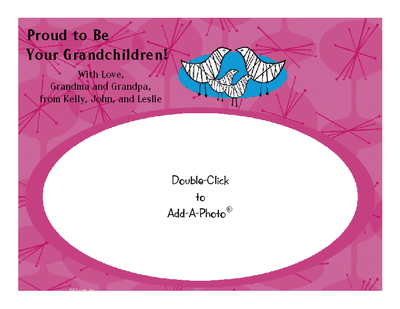 Proud to Be
Your Grandchildren!
With Love,
Grandma and Grandpa,
from Kelly, John, and Leslie
Double-Click
to
Add-A-Photo®